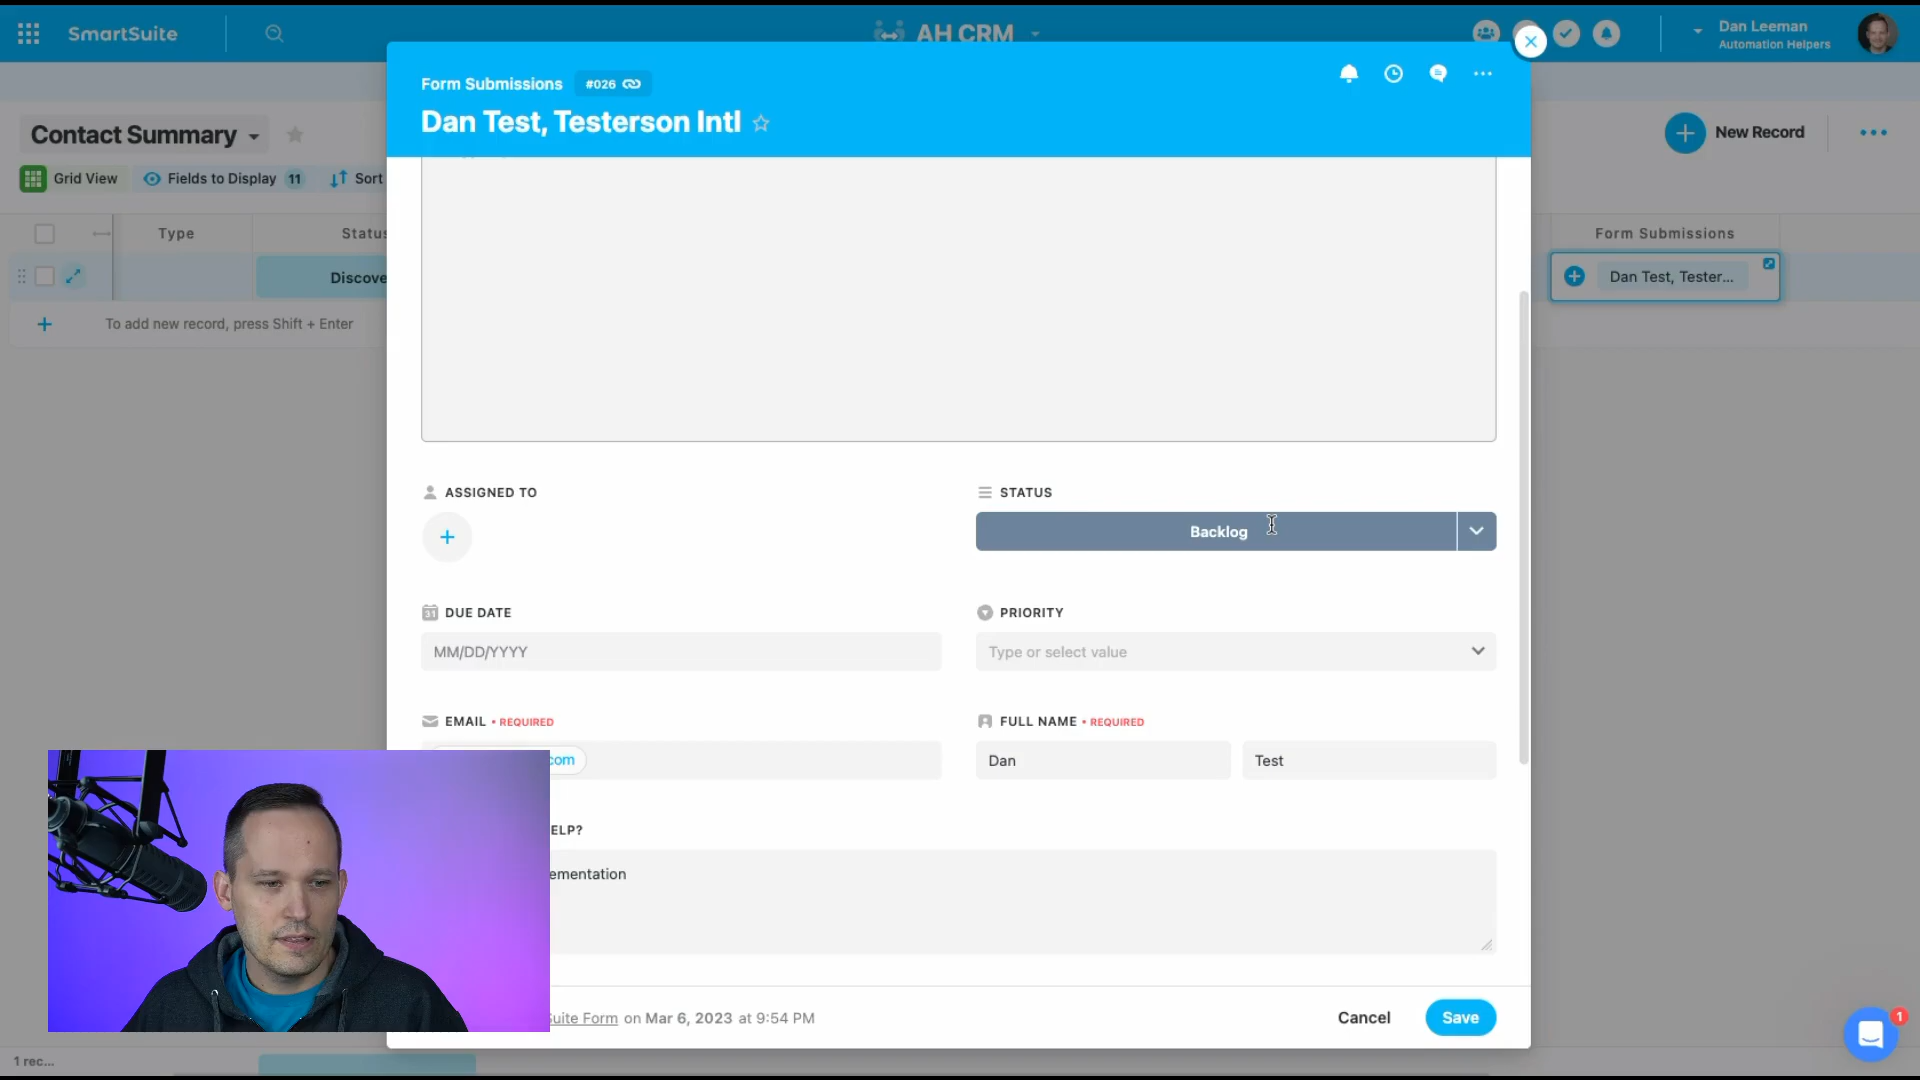 SmartSuite
AH CRM
Dan Leeman
Automation Helpers
Form Submissions
#026
Dan Test, Testerson Intl
Contact Summary
New Record
Grid View
Fields to Display 11
Sort
Type
Status
Form Submissions
Discove
Dan Test, Tester...
To add new record, press Shift + Enter
ASSIGNED TO
STATUS
Backlog
DUE DATE
PRIORITY
MM/DD/YYYY
Type or select value
EMAIL • REQUIRED
FULL NAME • REQUIRED
com
Dan
Test
ELP?
ementation
Suite Form on Mar 6, 2023 at 9:54 PM
Cancel
Save
1
1 rec...